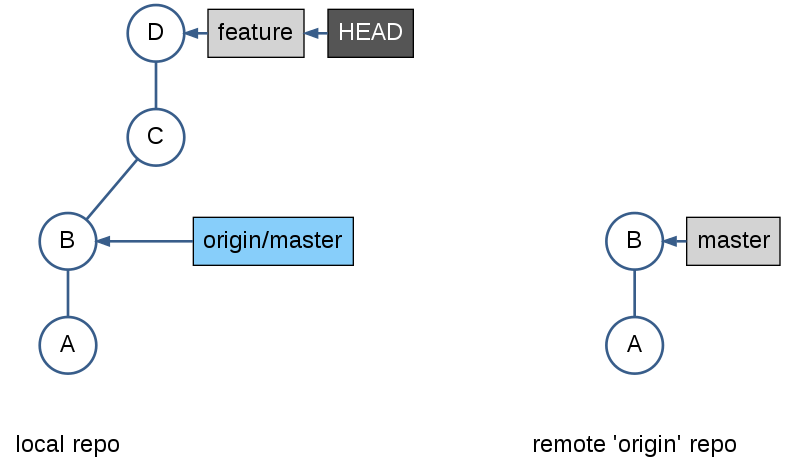 D
feature
HEAD
C
B
origin/master
B
master
A
A
local repo
remote 'origin' repo